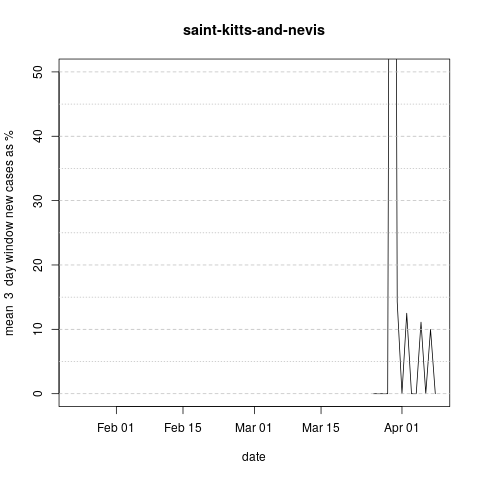 saint-kitts-and-nevis
mean 3 day window new cases as %
50
40
30
20
10
0
Feb 01 Feb 15 Mar 01 Mar 15 Apr 01
date